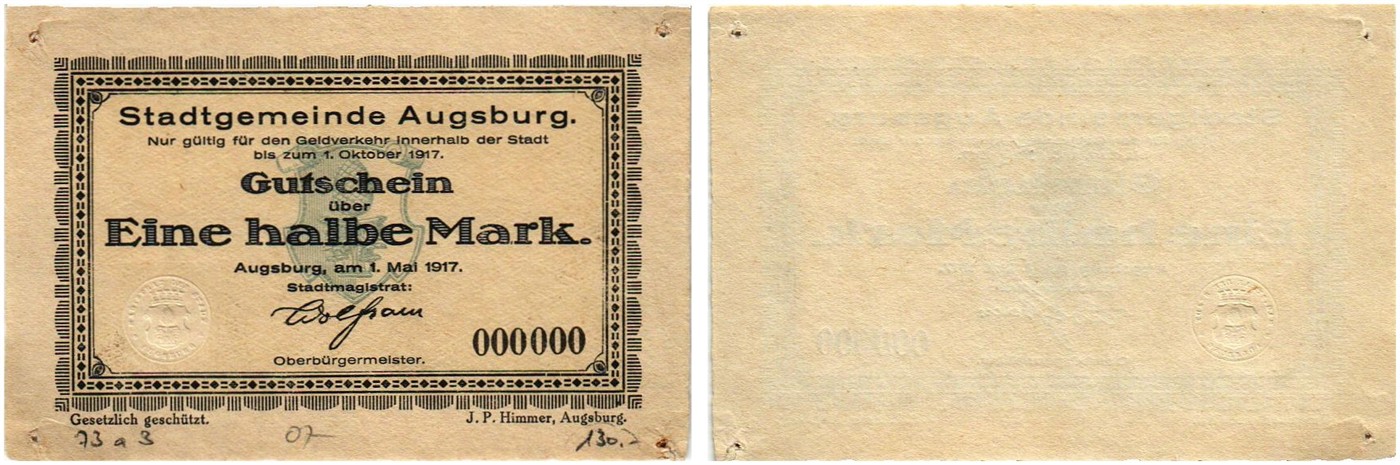 Stadtgemeinde Augsburg.
Nur gültig für den Geldverkehr innerhalb der Stadt
bis zum 1. Oktober 1917.
Gutschein
über
Eine halbe Mark.
Augsburg, am 1. Mai 1917.
Stadtmagistrat:
Wolfram
000000
Oberbürgermeister.
Gesetzlich geschützt.
J. P. Himmer, Augsburg.
73 a 3
07
130.-